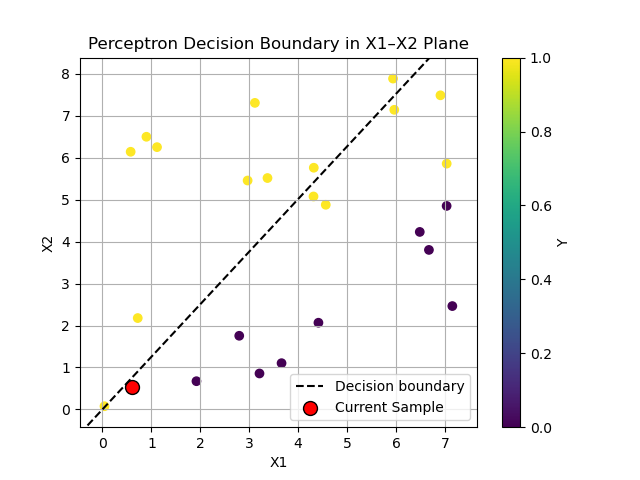 Perceptron Decision Boundary in X1–X2 Plane
8
7
6
5
4
3
2
1
0
X2
0 1 2 3 4 5 6 7
X1
Decision boundary
Current Sample
1.0
0.8
0.6
0.4
0.2
0.0
Y